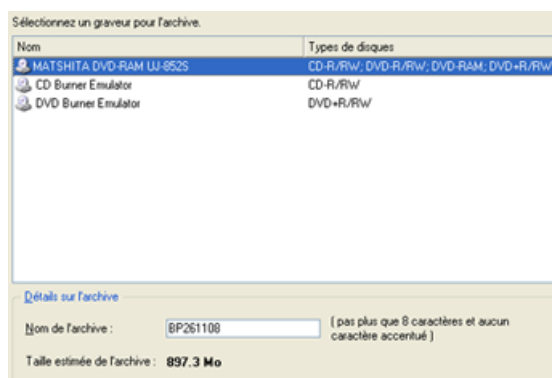 Sélectionnez un graveur pour l'archive.
Nom Types de disques
MATSHITA DVD-RAM UJ-852S CD-R/RW; DVD-R/RW; DVD-RAM; DVD+R/RW
CD Burner Emulator CD-R/RW
DVD Burner Emulator DVD+R/RW
Détails sur l'archive
Nom de l'archive : BP261108 ( pas plus que 8 caractères et aucun
caractère accentué )
Taille estimée de l'archive : 897.3 Mo